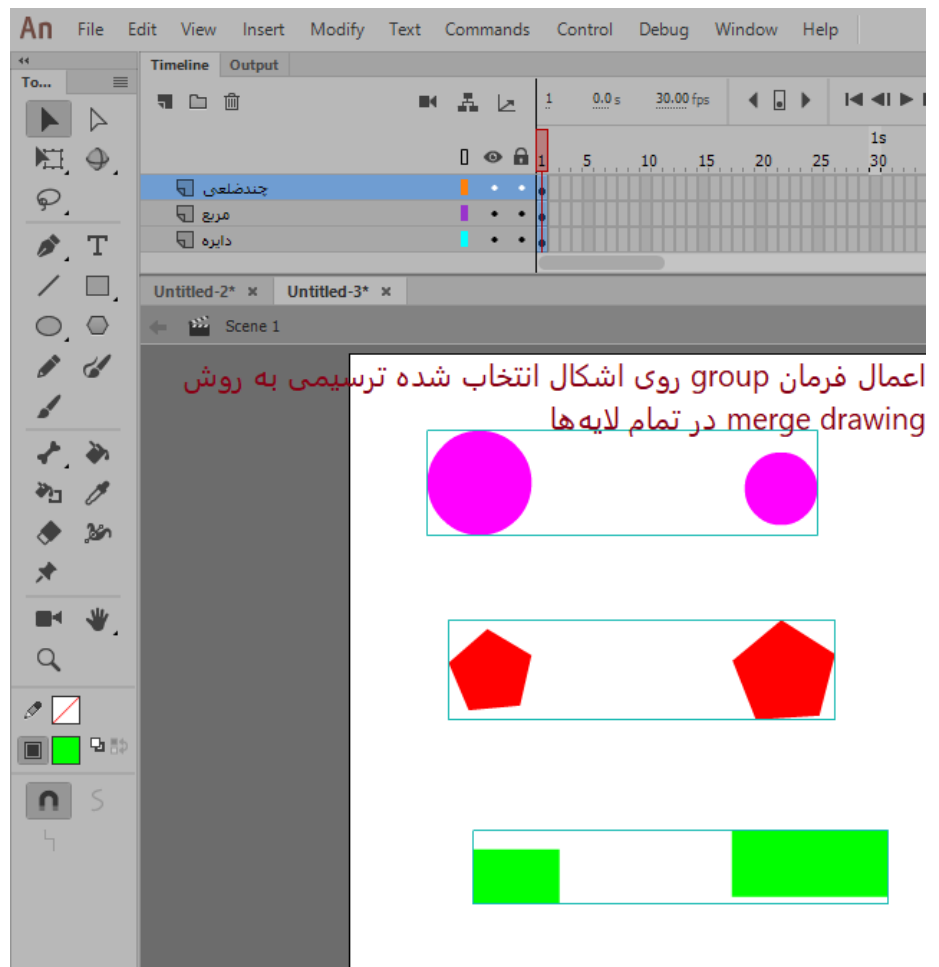 An File Edit View Insert Modify Text Commands Control Debug Window Help
To...
Timeline Output
1 0.0 s 30.00 fps
1s
1 5 10 15 20 25 30
چندضلعی
مربع
دایره
Untitled-2* × Untitled-3* ×
Scene 1
اعمال فرمان group روی اشکال انتخاب شده ترسیمی به روش
merge drawing در تمام لایه‌ها